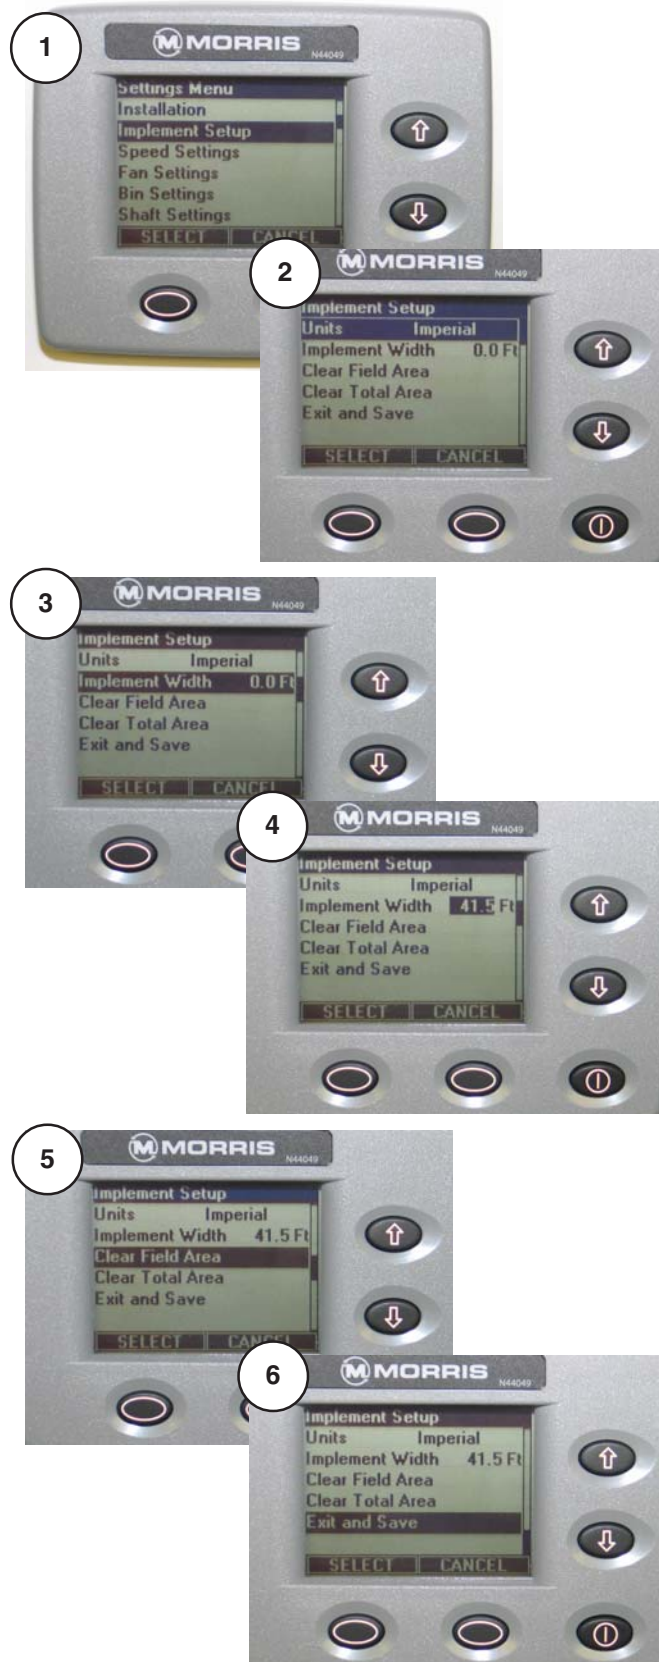 1
MORRIS
N44049
Settings Menu
Installation
Implement Setup
Speed Settings
Fan Settings
Bin Settings
Shaft Settings
SELECT CANCEL
2
MORRIS
N44049
Implement Setup
Units Imperial
Implement Width 0.0 Ft
Clear Field Area
Clear Total Area
Exit and Save
SELECT CANCEL
3
MORRIS
N44049
Implement Setup
Units Imperial
Implement Width 0.0 Ft
Clear Field Area
Clear Total Area
Exit and Save
SELECT CANCEL
4
MORRIS
N44049
Implement Setup
Units Imperial
Implement Width 41.5 Ft
Clear Field Area
Clear Total Area
Exit and Save
SELECT CANCEL
5
MORRIS
N44049
Implement Setup
Units Imperial
Implement Width 41.5 Ft
Clear Field Area
Clear Total Area
Exit and Save
SELECT CANCEL
6
MORRIS
N44049
Implement Setup
Units Imperial
Implement Width 41.5 Ft
Clear Field Area
Clear Total Area
Exit and Save
SELECT CANCEL